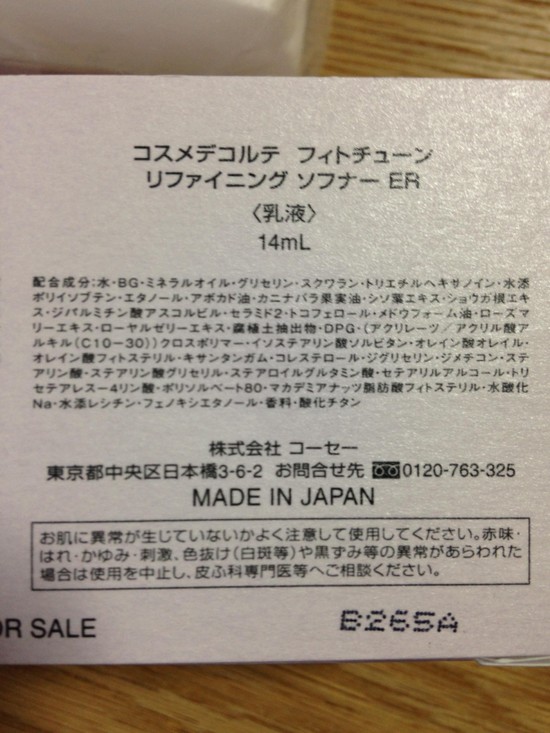 コスメデコルテ フィトチューン
リファイニング ソフナー ER
〈乳液〉
14mL
配合成分:水・BG・ミネラルオイル・グリセリン・スクワラン・トリエチルヘキサノイン・水添
ポリイソブテン・エタノール・アボカド油・カニナバラ果実油・シソ葉エキス・ショウガ根エキ
ス・ジパルミチン酸アスコルビル・セラミド2・トコフェロール・メドウフォーム油・ローズマ
リーエキス・ローヤルゼリーエキス・腐植土抽出物・DPG・(アクリレーツ/アクリル酸ア
ルキル(C10-30))クロスポリマー・イソステアリン酸ソルビタン・オレイン酸オレイル・
オレイン酸フィトステリル・キサンタンガム・コレステロール・ジグリセリン・ジメチコン・ステ
アリン酸・ステアリン酸グリセリル・ステアロイルグルタミン酸・セテアリルアルコール・トリ
セテアレス-4リン酸・ポリソルベート80・マカデミアナッツ脂肪酸フィトステリル・水酸化
Na・水添レシチン・フェノキシエタノール・香料・酸化チタン
株式会社 コーセー
東京都中央区日本橋3-6-2 お問合せ先 0120-763-325
MADE IN JAPAN
お肌に異常が生じていないかよく注意して使用してください。赤味・
はれ・かゆみ・刺激、色抜け(白斑等)や黒ずみ等の異常があらわれた
場合は使用を中止し、皮ふ科専門医等へご相談ください。
OR SALE
B265A